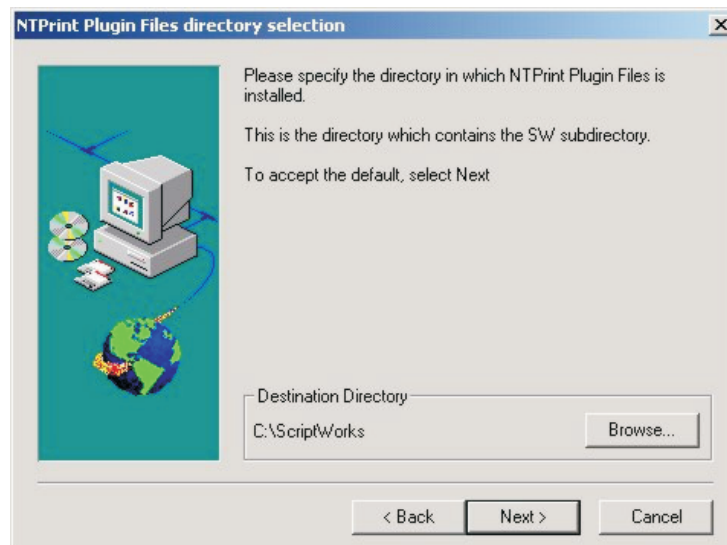 NTPrint Plugin Files directory selection
Please specify the directory in which NTPrint Plugin Files is
installed.
This is the directory which contains the SW subdirectory.
To accept the default, select Next
Destination Directory
C:\ScriptWorks
Browse...
< Back
Next >
Cancel